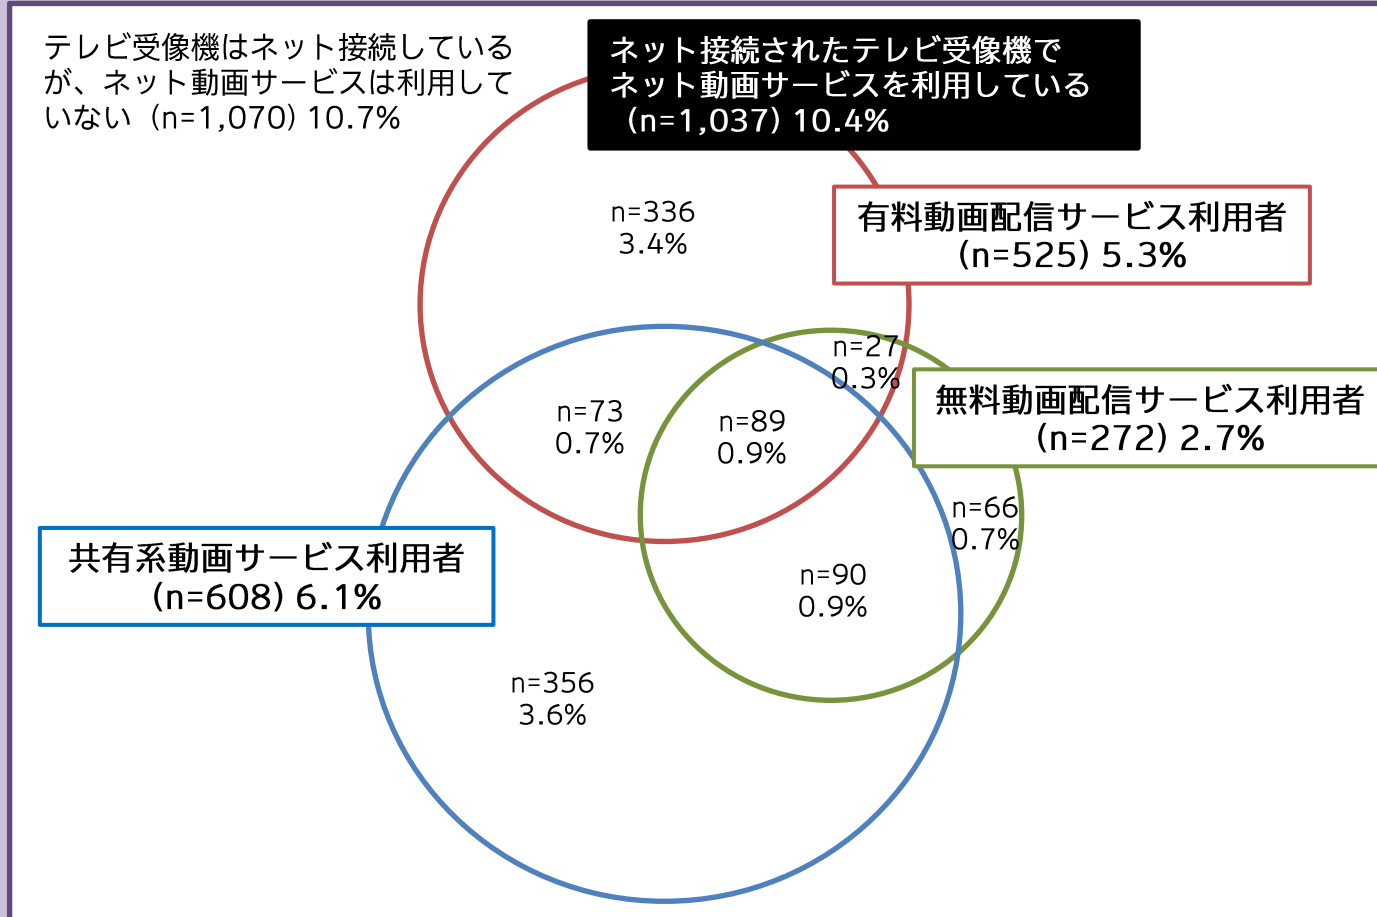 テレビ受像機はネット接続している
が、ネット動画サービスは利用して
いない（n=1,070) 10.7%
ネット接続されたテレビ受像機で
ネット動画サービスを利用している
（n=1,037) 10.4%
n=336
3.4%
有料動画配信サービス利用者
(n=525) 5.3%
n=27
0.3%
無料動画配信サービス利用者
(n=272) 2.7%
n=73
0.7%
n=89
0.9%
n=66
0.7%
共有系動画サービス利用者
(n=608) 6.1%
n=90
0.9%
n=356
3.6%